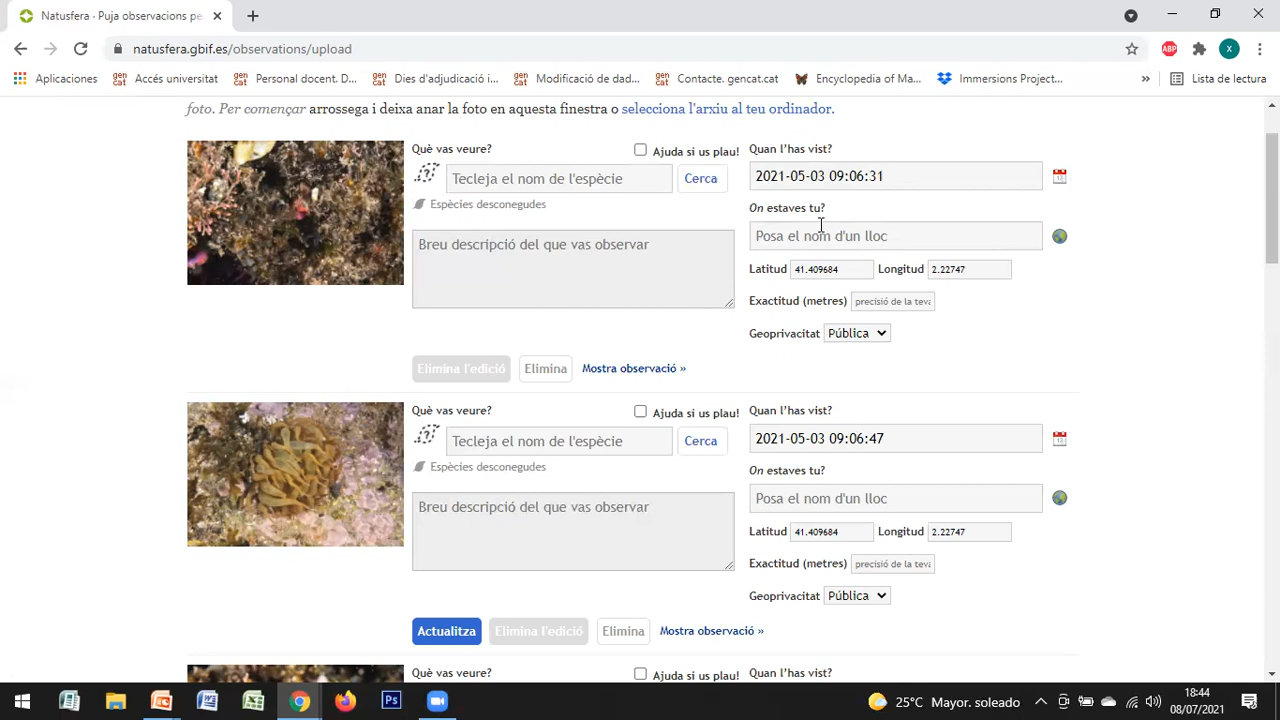 Natusfera · Puja observacions pe
natusfera.gbif.es/observations/upload
ABP
X
Aplicaciones
gencat Accés universitat
gencat Personal docent. D...
gencat Dies d'adjudicació i...
gencat Modificació de dad...
gencat Contacte. gencat.cat
Encyclopedia of Ma...
Immersions Project...
»
Lista de lectura
foto. Per començar arrossega i deixa anar la foto en aquesta finestra o selecciona l'arxiu al teu ordinador.
Què vas veure?
Ajuda si us plau!
Tecleja el nom de l'espècie
Cerca
Espècies desconegudes
Breu descripció del que vas observar
Quan l'has vist?
2021-05-03 09:06:31
On estaves tu?
Posa el nom d'un lloc
Latitud 41.409684 Longitud 2.22747
Exactitud (metres) precisió de la teva
Geoprivacitat Pública
Elimina l'edició
Elimina
Mostra observació »
Què vas veure?
Ajuda si us plau!
Tecleja el nom de l'espècie
Cerca
Espècies desconegudes
Breu descripció del que vas observar
Quan l'has vist?
2021-05-03 09:06:47
On estaves tu?
Posa el nom d'un lloc
Latitud 41.409684 Longitud 2.22747
Exactitud (metres) precisió de la teva
Geoprivacitat Pública
Actualitza
Elimina l'edició
Elimina
Mostra observació »
Què vas veure?
Ajuda si us plau!
Quan l'has vist?
Ps
25°C Mayor. soleado
18:44
08/07/2021